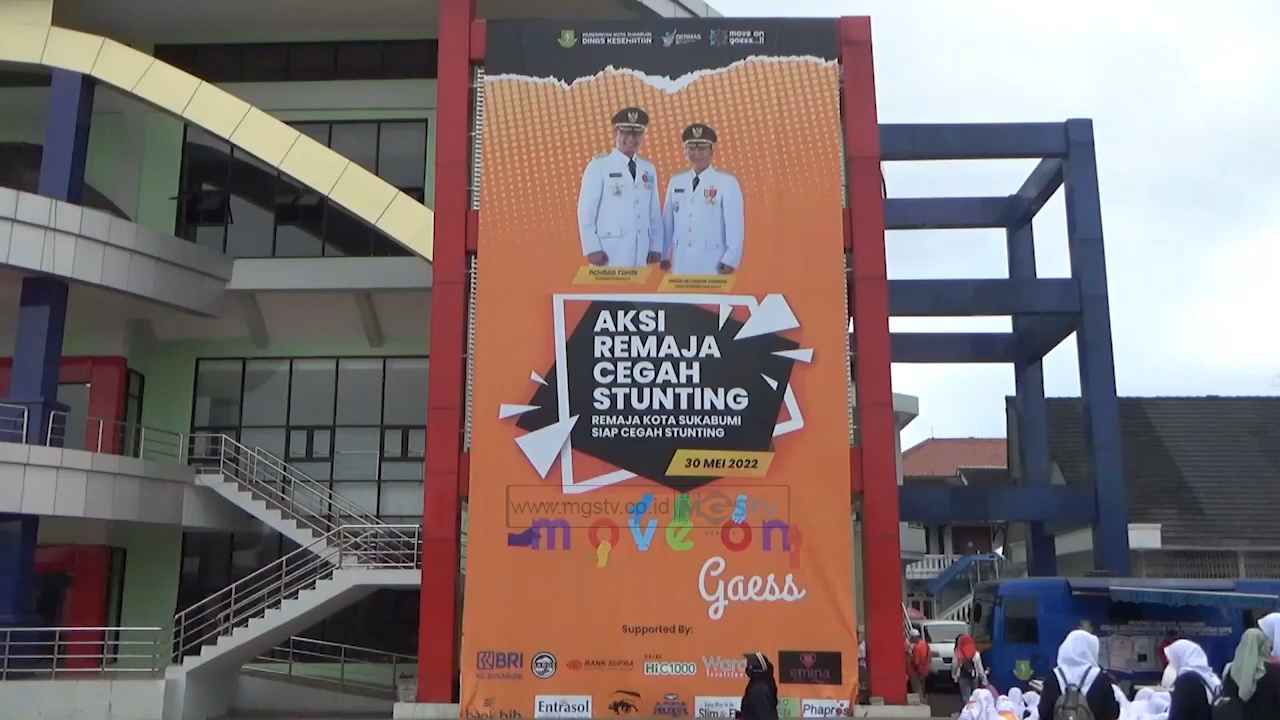 PEMERINTAH KOTA SUKABUMI
DINAS KESEHATAN
GERMAS
move on
gaess...!!
ACHMAD FAHMI
AKSI
REMAJA
CEGAH
STUNTING
REMAJA KOTA SUKABUMI
SIAP CEGAH STUNTING
30 MEI 2022
www.mgstv.co.id MGStv
move on
Gaess
Supported By:
BRI
BANK SUPRA
HiC1000
emina
bank bjb
Entrasol